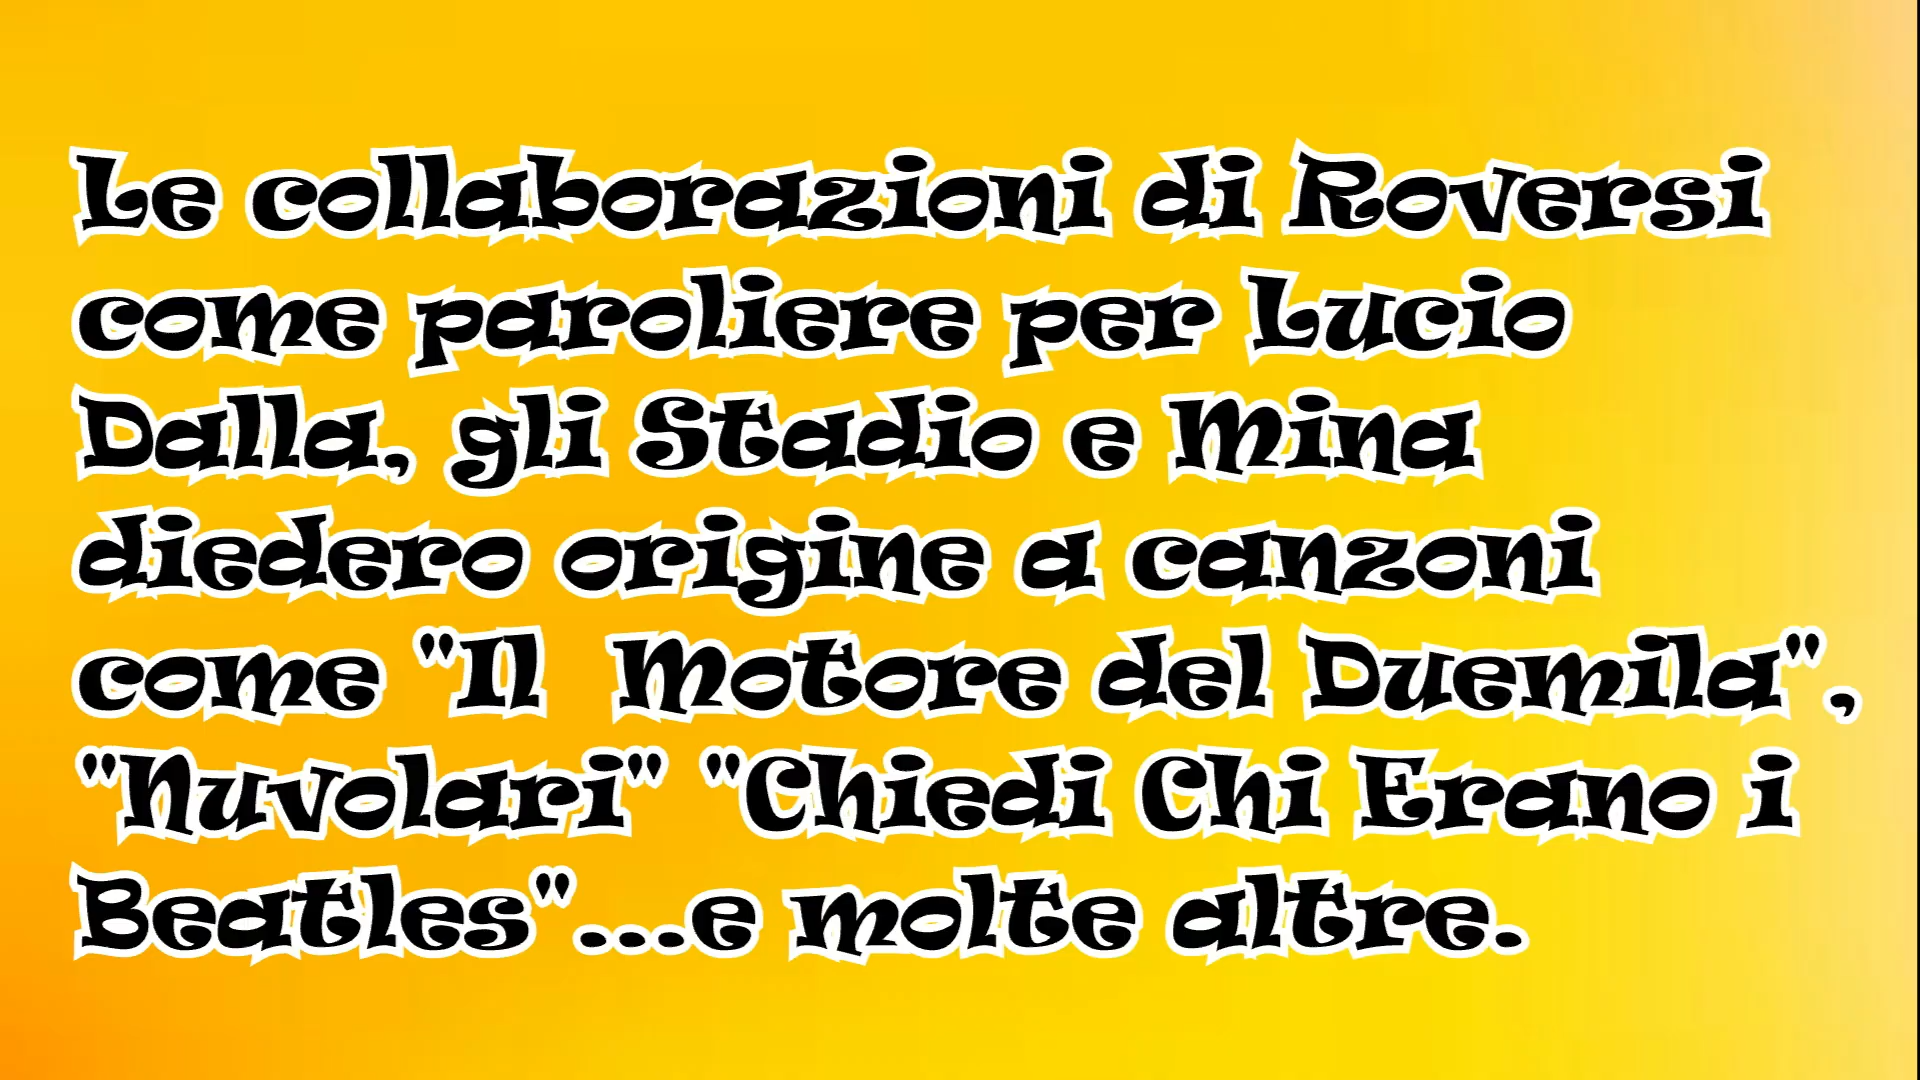 Le collaborazioni di Roversi
come paroliere per Lucio
Dalla, gli Stadio e Mina
diedero origine a canzoni
come "Il  Motore del Duemila",
"Nuvolari" "Chiedi Chi Erano i
Beatles"...e molte altre.